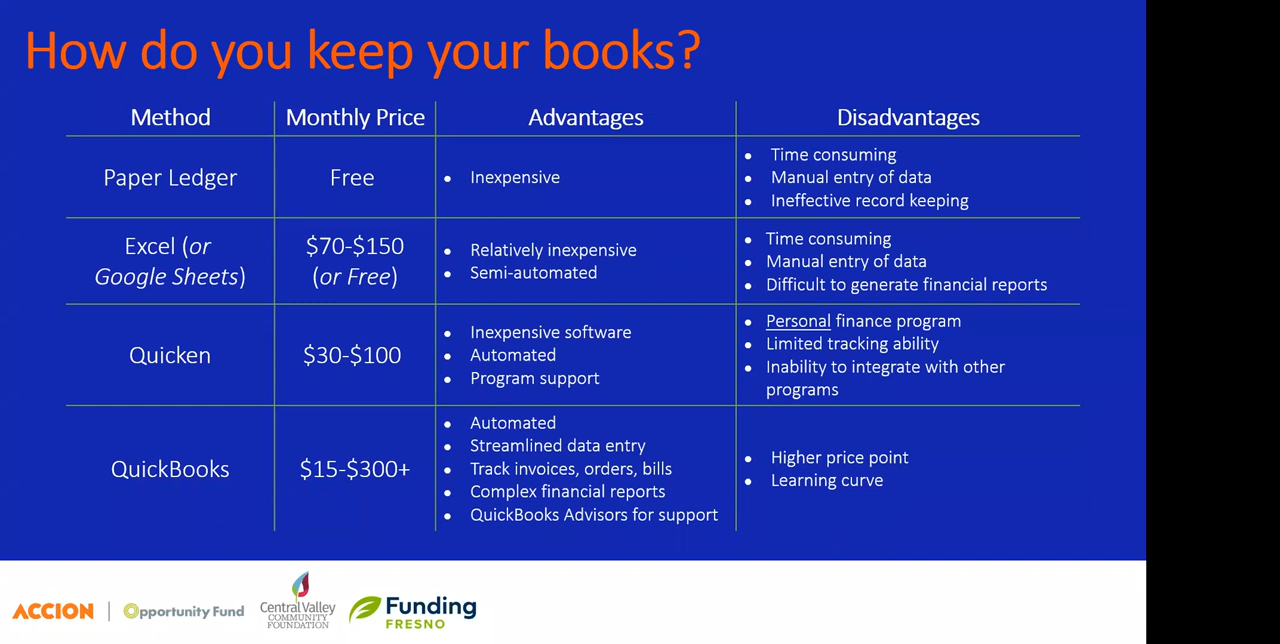 How do you keep your books?
Method
Monthly Price
Advantages
Disadvantages
Paper Ledger
Free
• Inexpensive
• Time consuming
• Manual entry of data
• Ineffective record keeping
Excel (or
Google Sheets)
$70-$150
(or Free)
• Relatively inexpensive
• Semi-automated
• Time consuming
• Manual entry of data
• Difficult to generate financial reports
Quicken
$30-$100
• Inexpensive software
• Automated
• Program support
• Personal finance program
• Limited tracking ability
• Inability to integrate with other
programs
QuickBooks
$15-$300+
• Automated
• Streamlined data entry
• Track invoices, orders, bills
• Complex financial reports
• QuickBooks Advisors for support
• Higher price point
• Learning curve
ACCION | Opportunity Fund
Central Valley
COMMUNITY
FOUNDATION
Funding
FRESNO